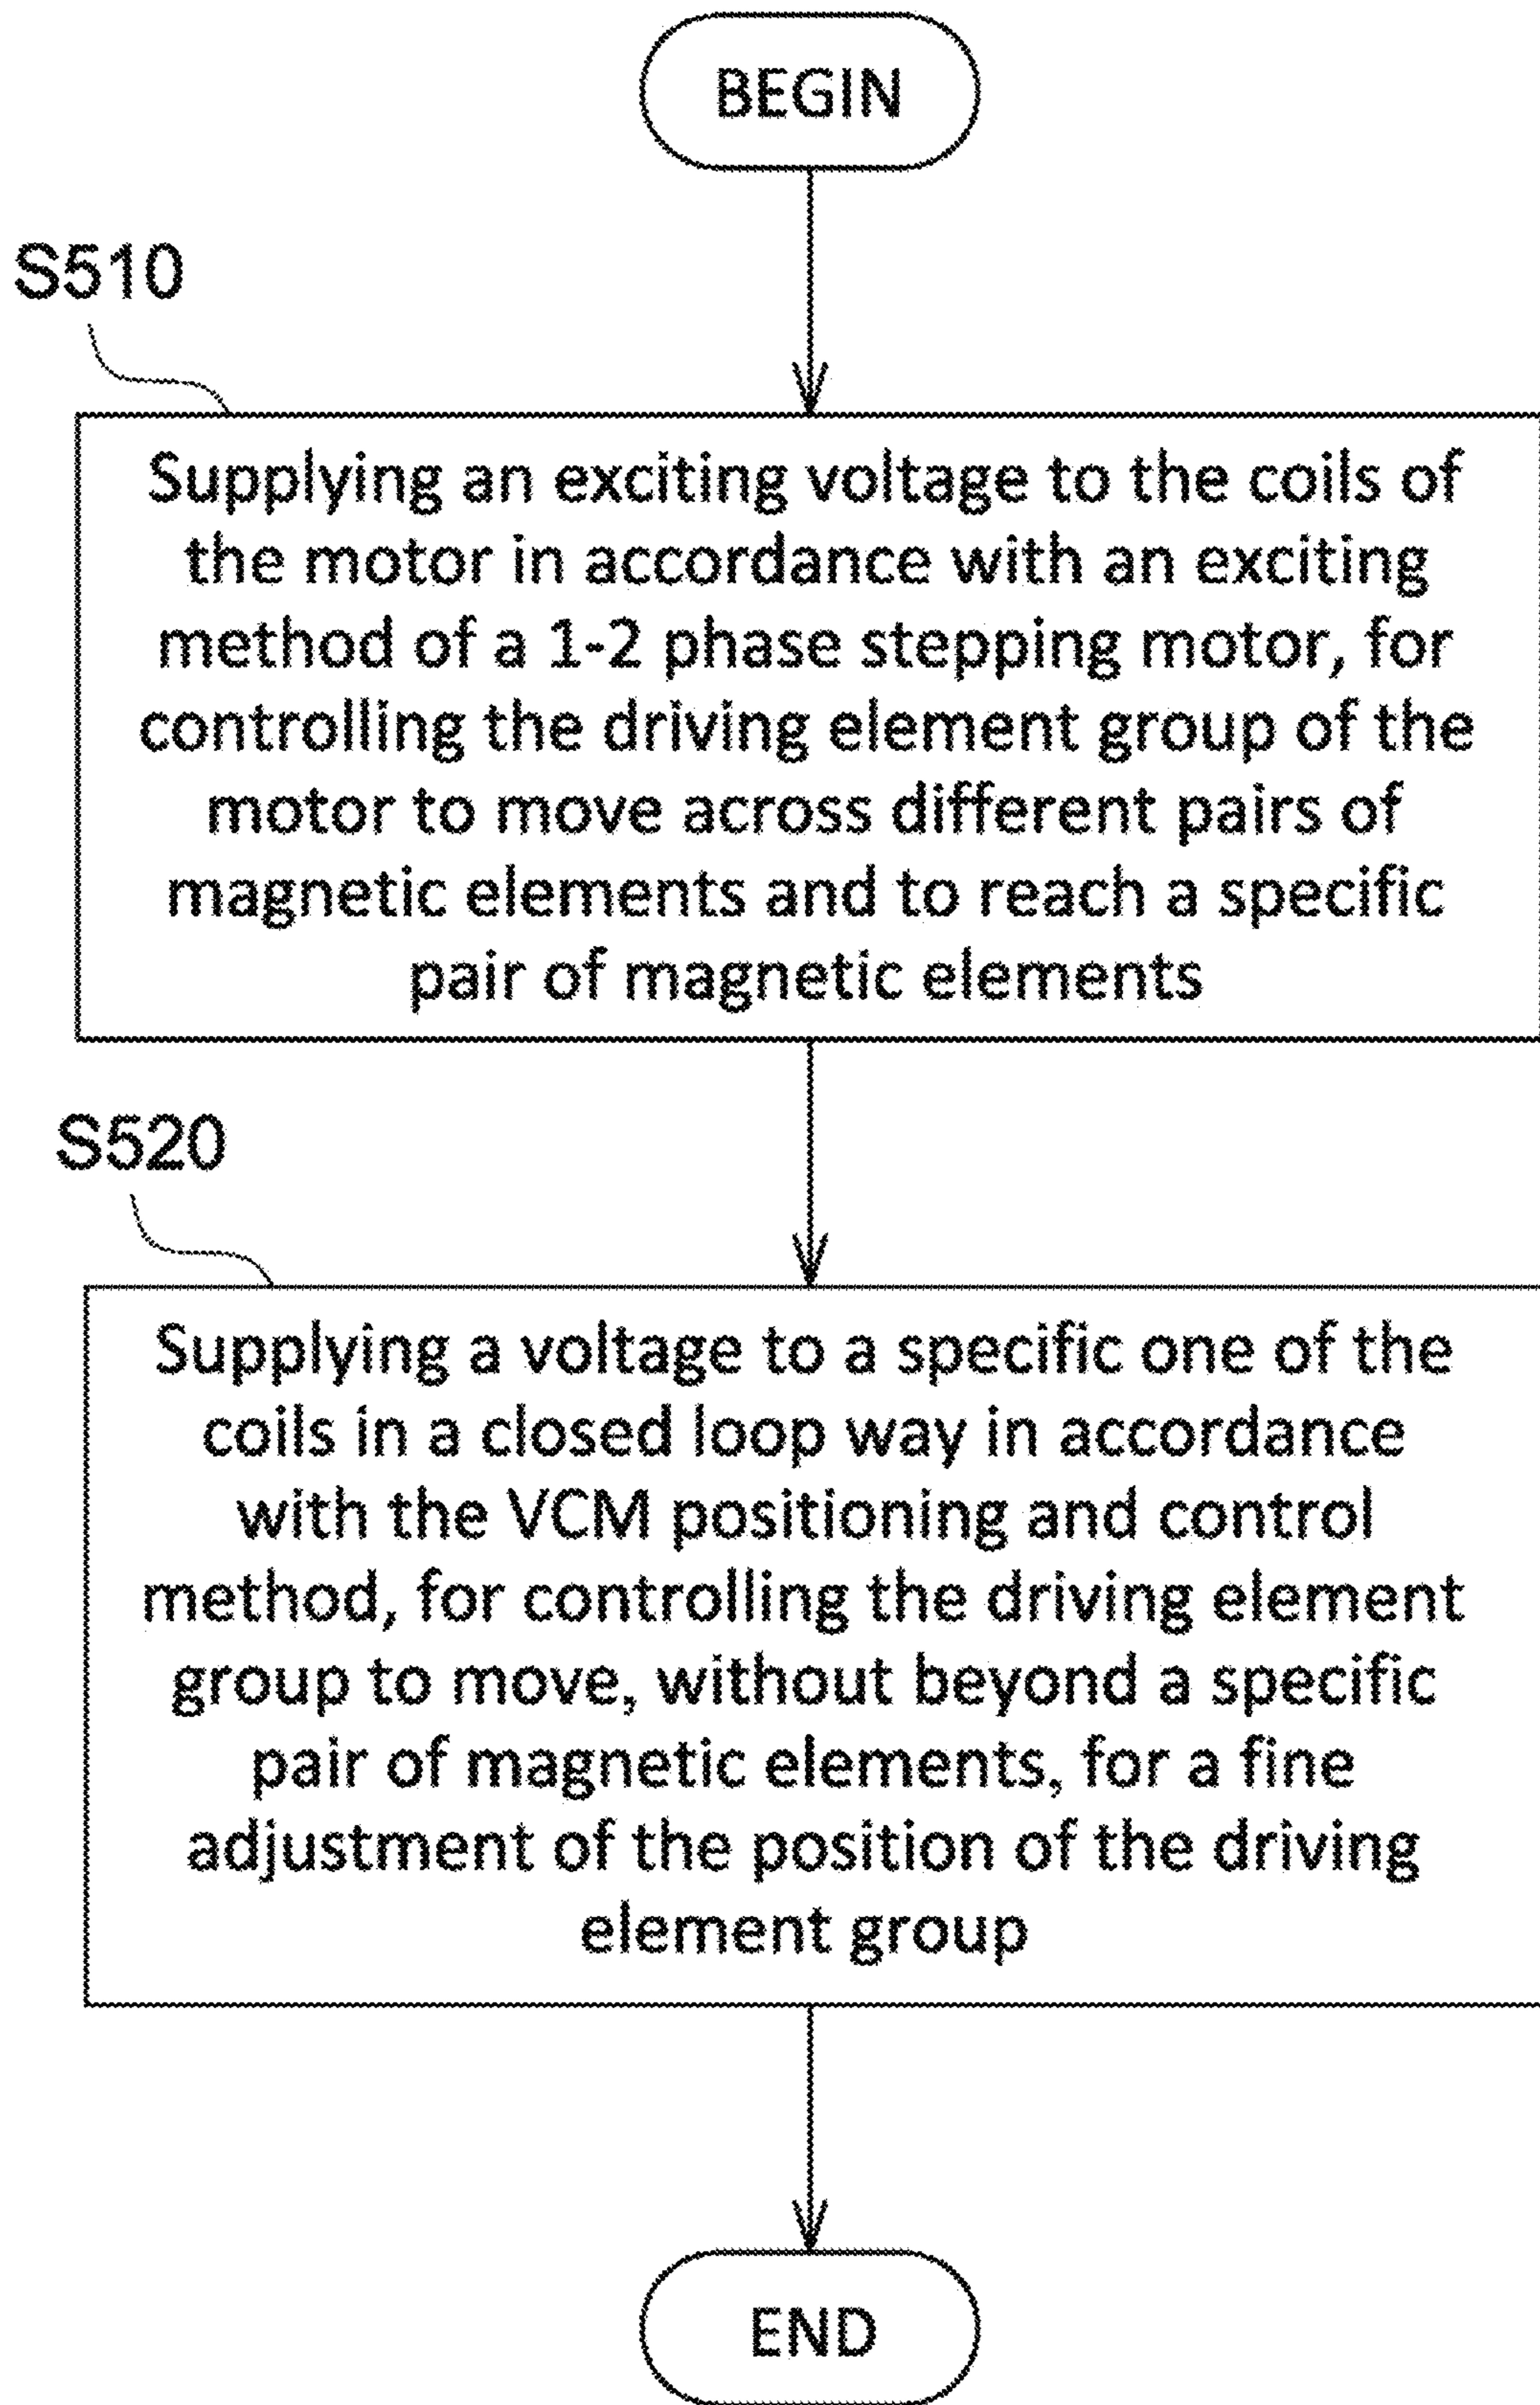 BEGIN
S510
Supplying an exciting voltage to the coils of
the motor in accordance with an exciting
method of a 1-2 phase stepping motor, for
controlling the driving element group of the
motor to move across different pairs of
magnetic elements and to reach a specific
pair of magnetic elements
S520
Supplying a voltage to a specific one of the
coils in a closed loop way in accordance
with the VCM positioning and control
method, for controlling the driving element
group to move, without beyond a specific
pair of magnetic elements, for a fine
adjustment of the position of the driving
element group
END